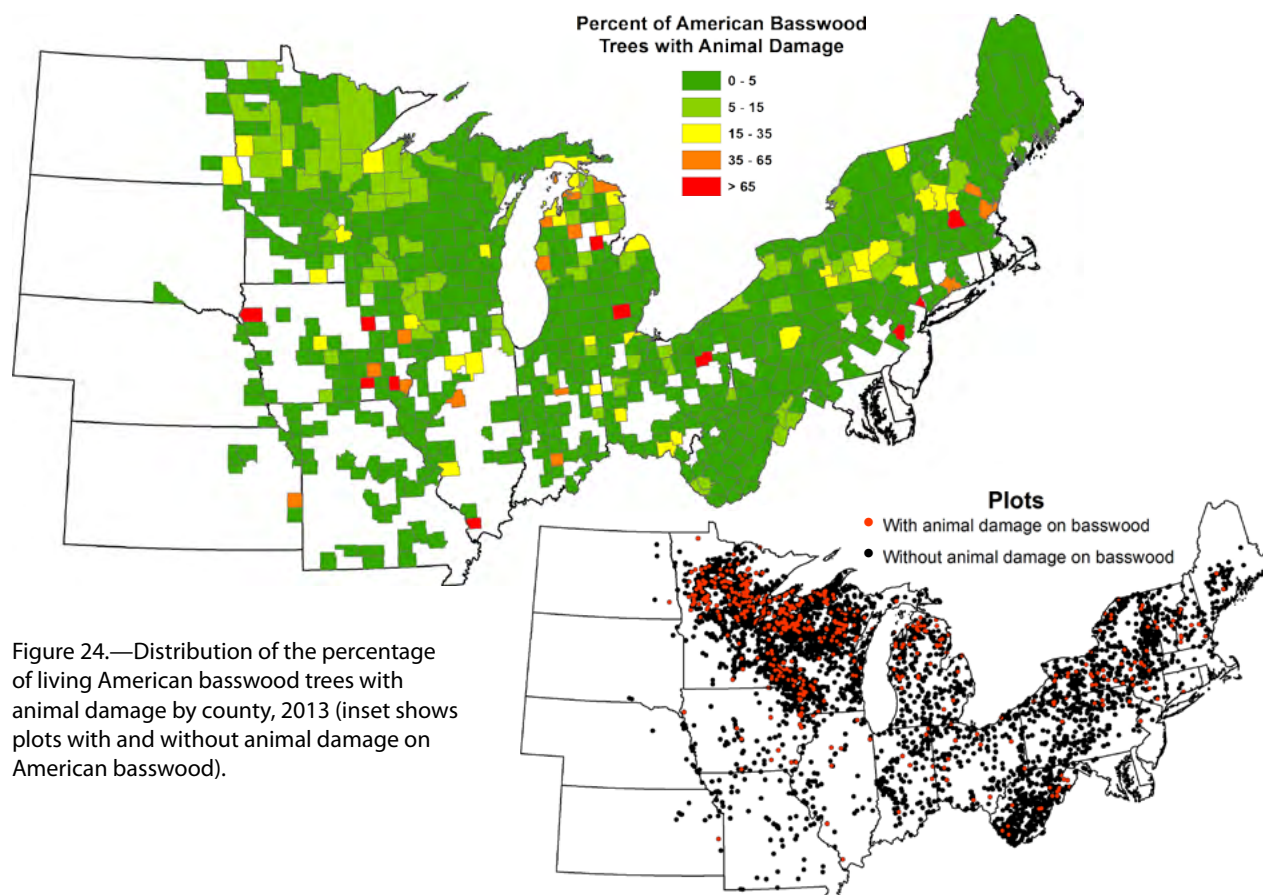 Percent of American Basswood
Trees with Animal Damage
0 - 5
5 - 15
15 - 35
35 - 65
> 65
Plots
With animal damage on basswood
Without animal damage on basswood
Figure 24.—Distribution of the percentage
of living American basswood trees with
animal damage by county, 2013 (inset shows
plots with and without animal damage on
American basswood).